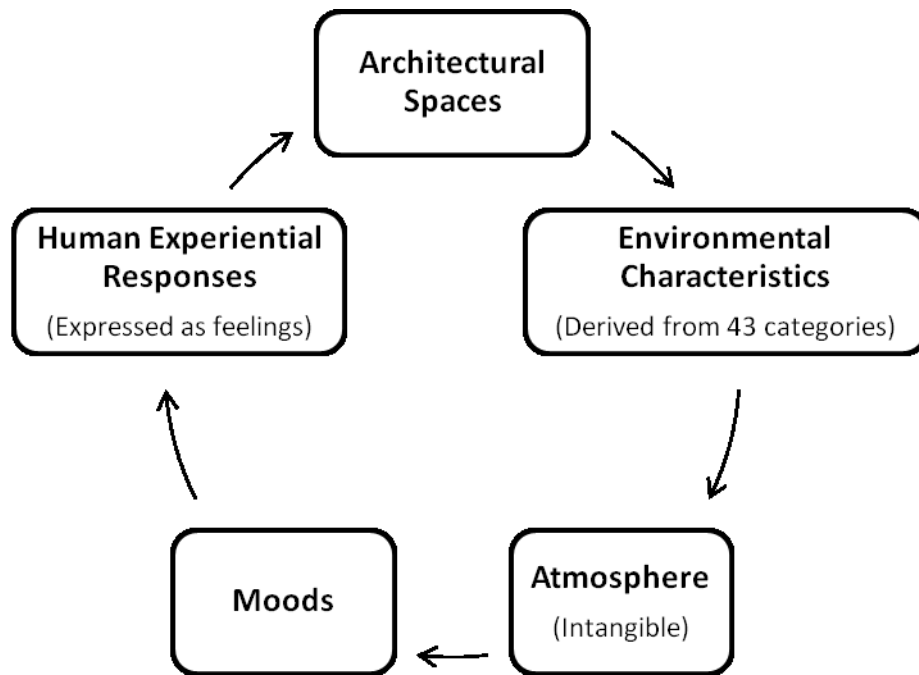 Architectural
Spaces
Environmental
Characteristics
(Derived from 43 categories)
Atmosphere
(Intangible)
Moods
Human Experiential
Responses
(Expressed as feelings)